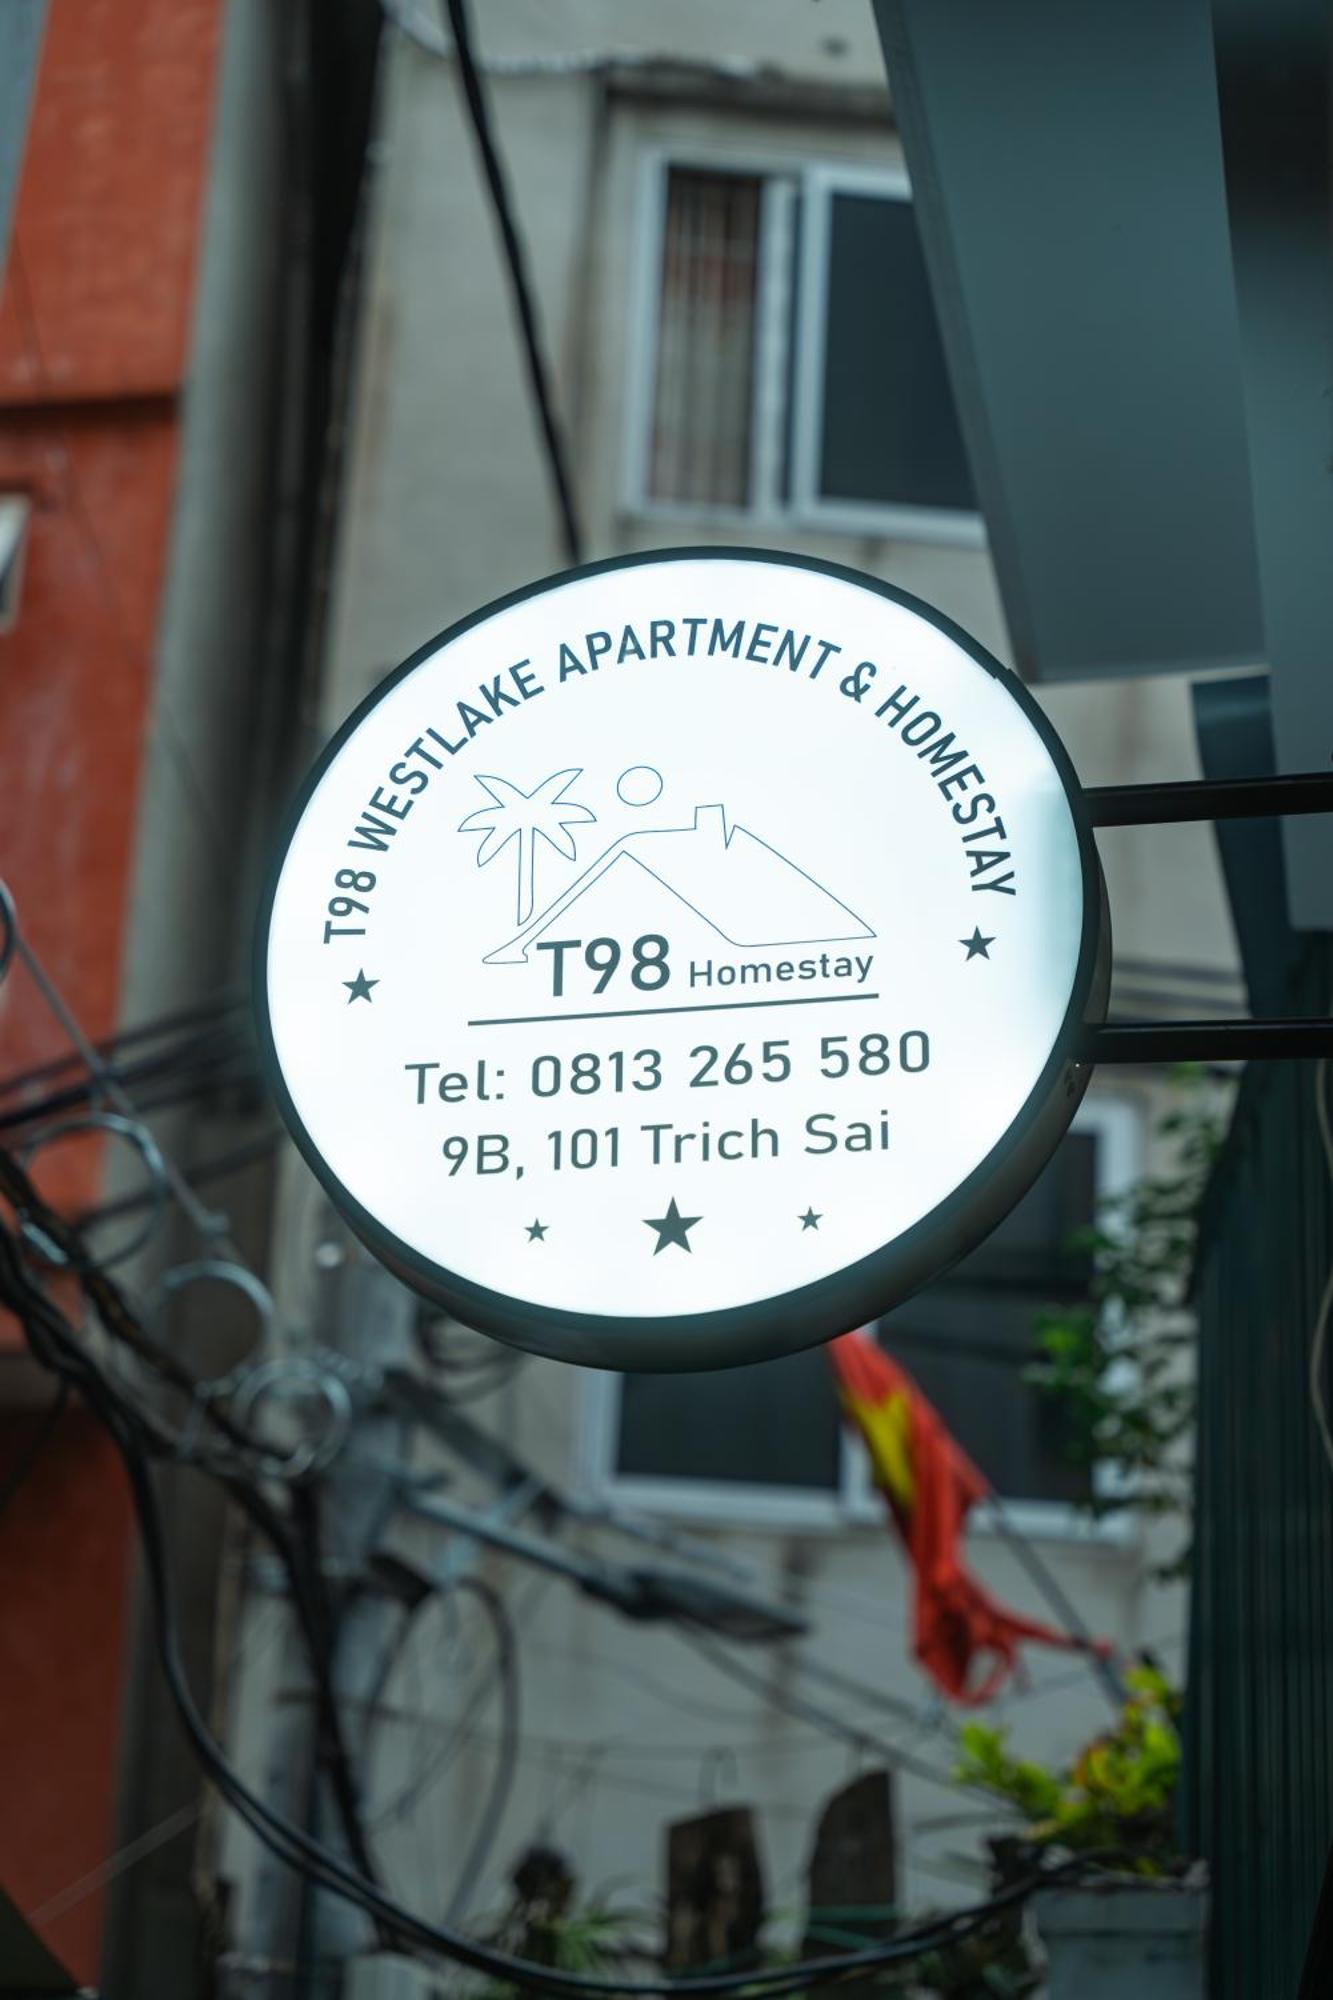 T98 WESTLAKE APARTMENT & HOMESTAY
T98 Homestay
Tel: 0813 265 580
9B, 101 Trich Sai